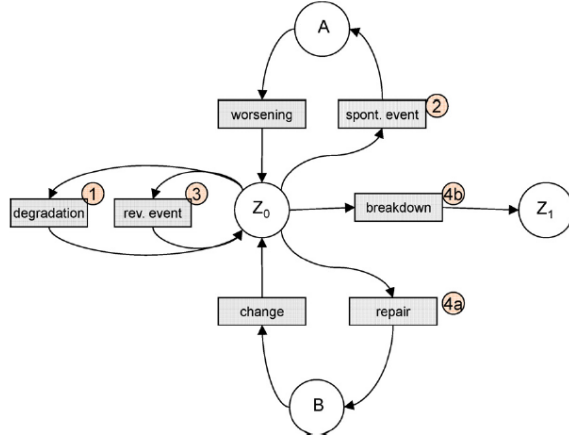 A
worsening
spont. event
2
degradation
1
rev. event
3
Z0
breakdown
4b
Z1
change
repair
4a
B